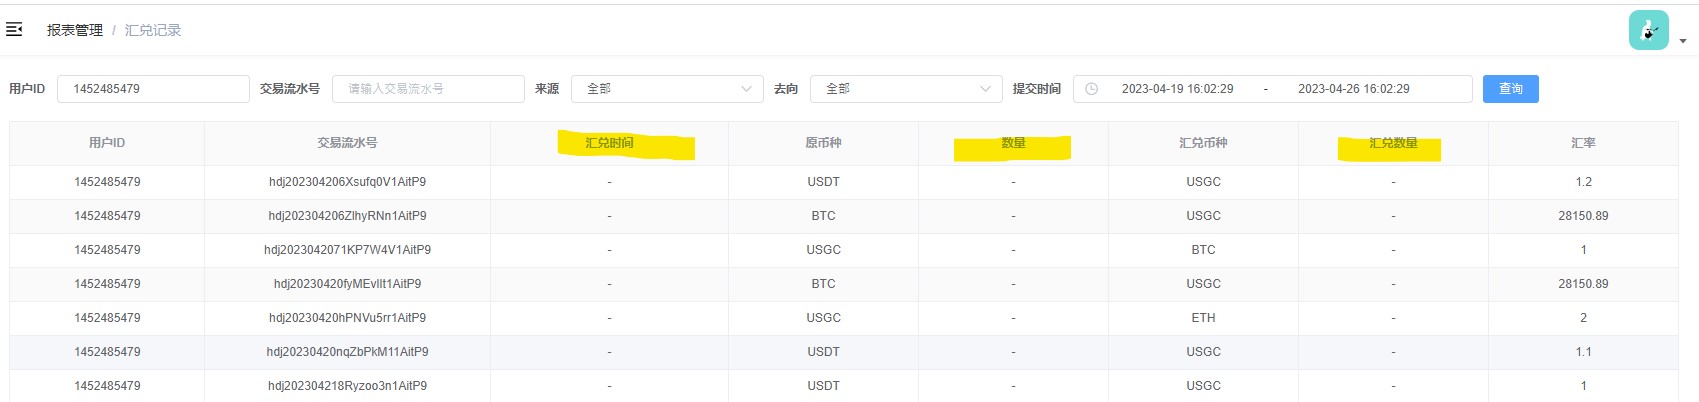 报表管理 / 汇兑记录
用户ID 1452485479 交易流水号 请输入交易流水号 来源 全部 去向 全部 提交时间 2023-04-19 16:02:29 - 2023-04-26 16:02:29 查询
用户ID 交易流水号 汇兑时间 原币种 数量 汇兑币种 汇兑数量 汇率
1452485479 hdj202304206Xsufq0V1AitP9 - USDT - USGC - 1.2
1452485479 hdj202304206ZlhyRNn1AitP9 - BTC - USGC - 28150.89
1452485479 hdj2023042071KP7W4V1AitP9 - USGC - BTC - 1
1452485479 hdj20230420fyMEvlIt1AitP9 - BTC - USGC - 28150.89
1452485479 hdj20230420hPNVu5rr1AitP9 - USGC - ETH - 2
1452485479 hdj20230420nqZbPkM11AitP9 - USDT - USGC - 1.1
1452485479 hdj202304218Ryzoo3n1AitP9 - USDT - USGC - 1